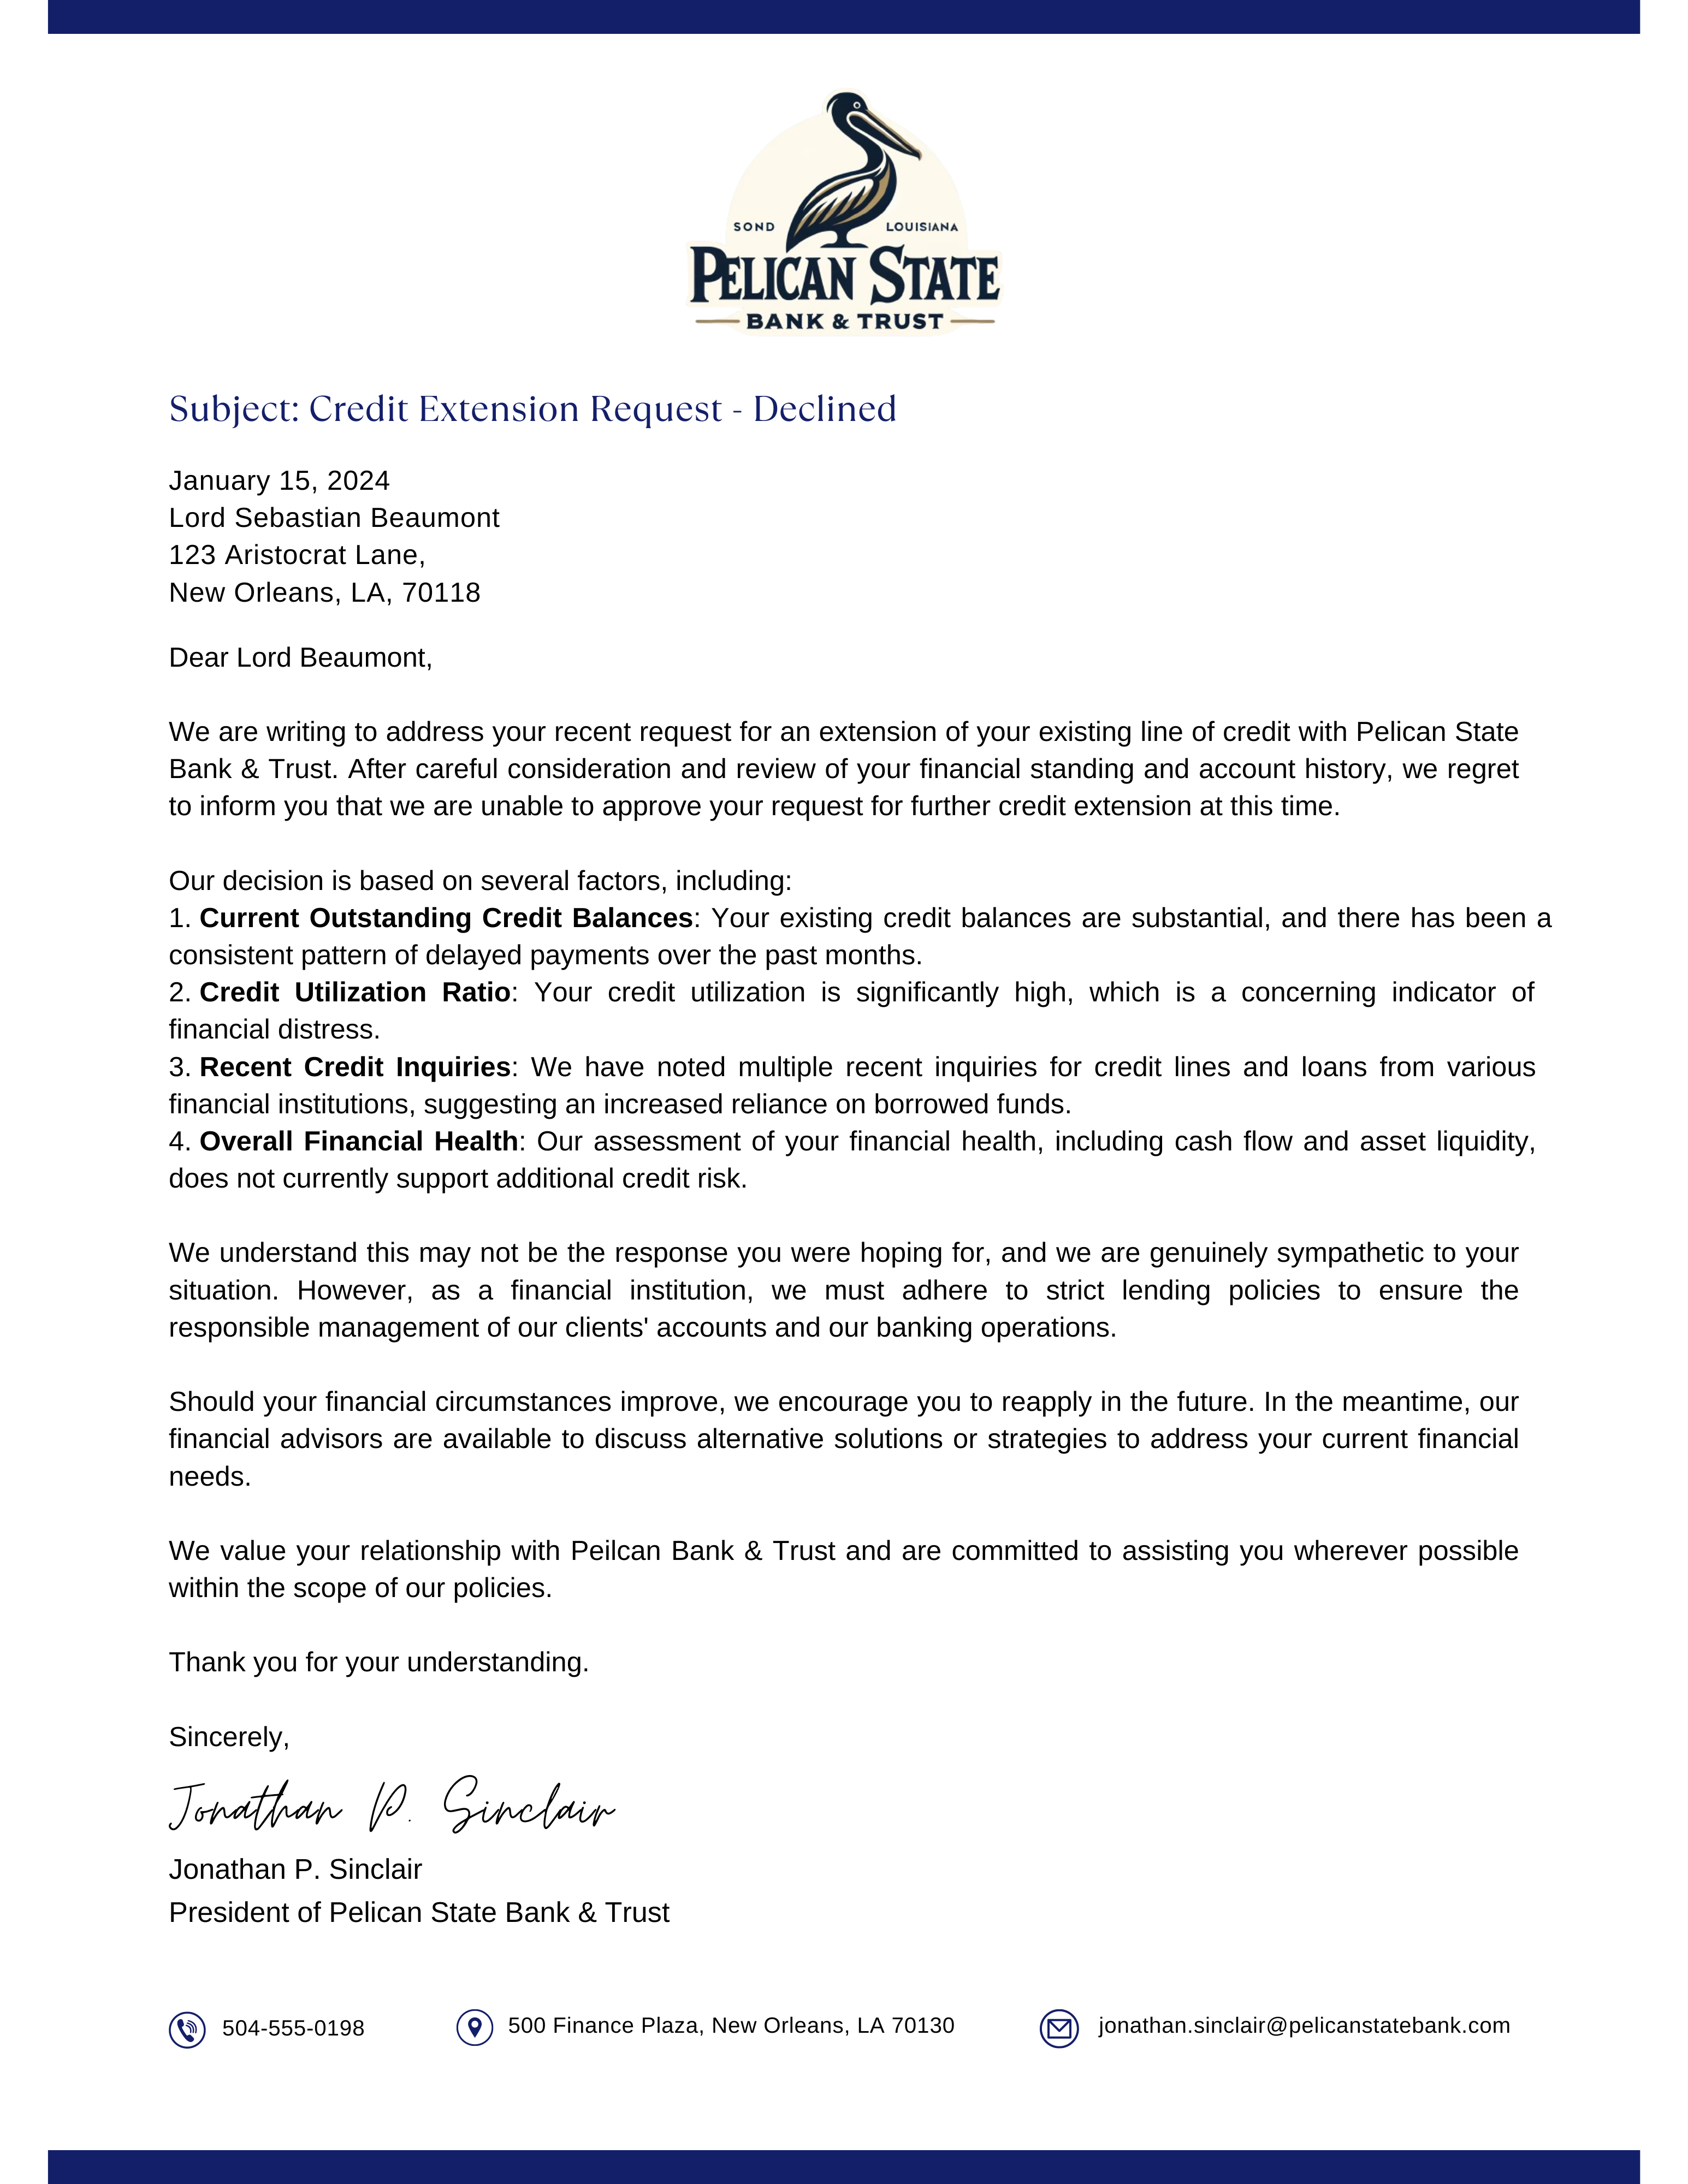 SOND LOUISIANA
PELICAN STATE
BANK & TRUST
Subject: Credit Extension Request - Declined
January 15, 2024
Lord Sebastian Beaumont
123 Aristocrat Lane,
New Orleans, LA, 70118
Dear Lord Beaumont,
We are writing to address your recent request for an extension of your existing line of credit with Pelican State
Bank & Trust. After careful consideration and review of your financial standing and account history, we regret
to inform you that we are unable to approve your request for further credit extension at this time.
Our decision is based on several factors, including:
1. Current Outstanding Credit Balances: Your existing credit balances are substantial, and there has been a
consistent pattern of delayed payments over the past months.
2. Credit Utilization Ratio: Your credit utilization is significantly high, which is a concerning indicator of
financial distress.
3. Recent Credit Inquiries: We have noted multiple recent inquiries for credit lines and loans from various
financial institutions, suggesting an increased reliance on borrowed funds.
4. Overall Financial Health: Our assessment of your financial health, including cash flow and asset liquidity,
does not currently support additional credit risk.
We understand this may not be the response you were hoping for, and we are genuinely sympathetic to your
situation. However, as a financial institution, we must adhere to strict lending policies to ensure the
responsible management of our clients' accounts and our banking operations.
Should your financial circumstances improve, we encourage you to reapply in the future. In the meantime, our
financial advisors are available to discuss alternative solutions or strategies to address your current financial
needs.
We value your relationship with Peilcan Bank & Trust and are committed to assisting you wherever possible
within the scope of our policies.
Thank you for your understanding.
Sincerely,
Jonathan P. Sinclair
Jonathan P. Sinclair
President of Pelican State Bank & Trust
504-555-0198 500 Finance Plaza, New Orleans, LA 70130 jonathan.sinclair@pelicanstatebank.com